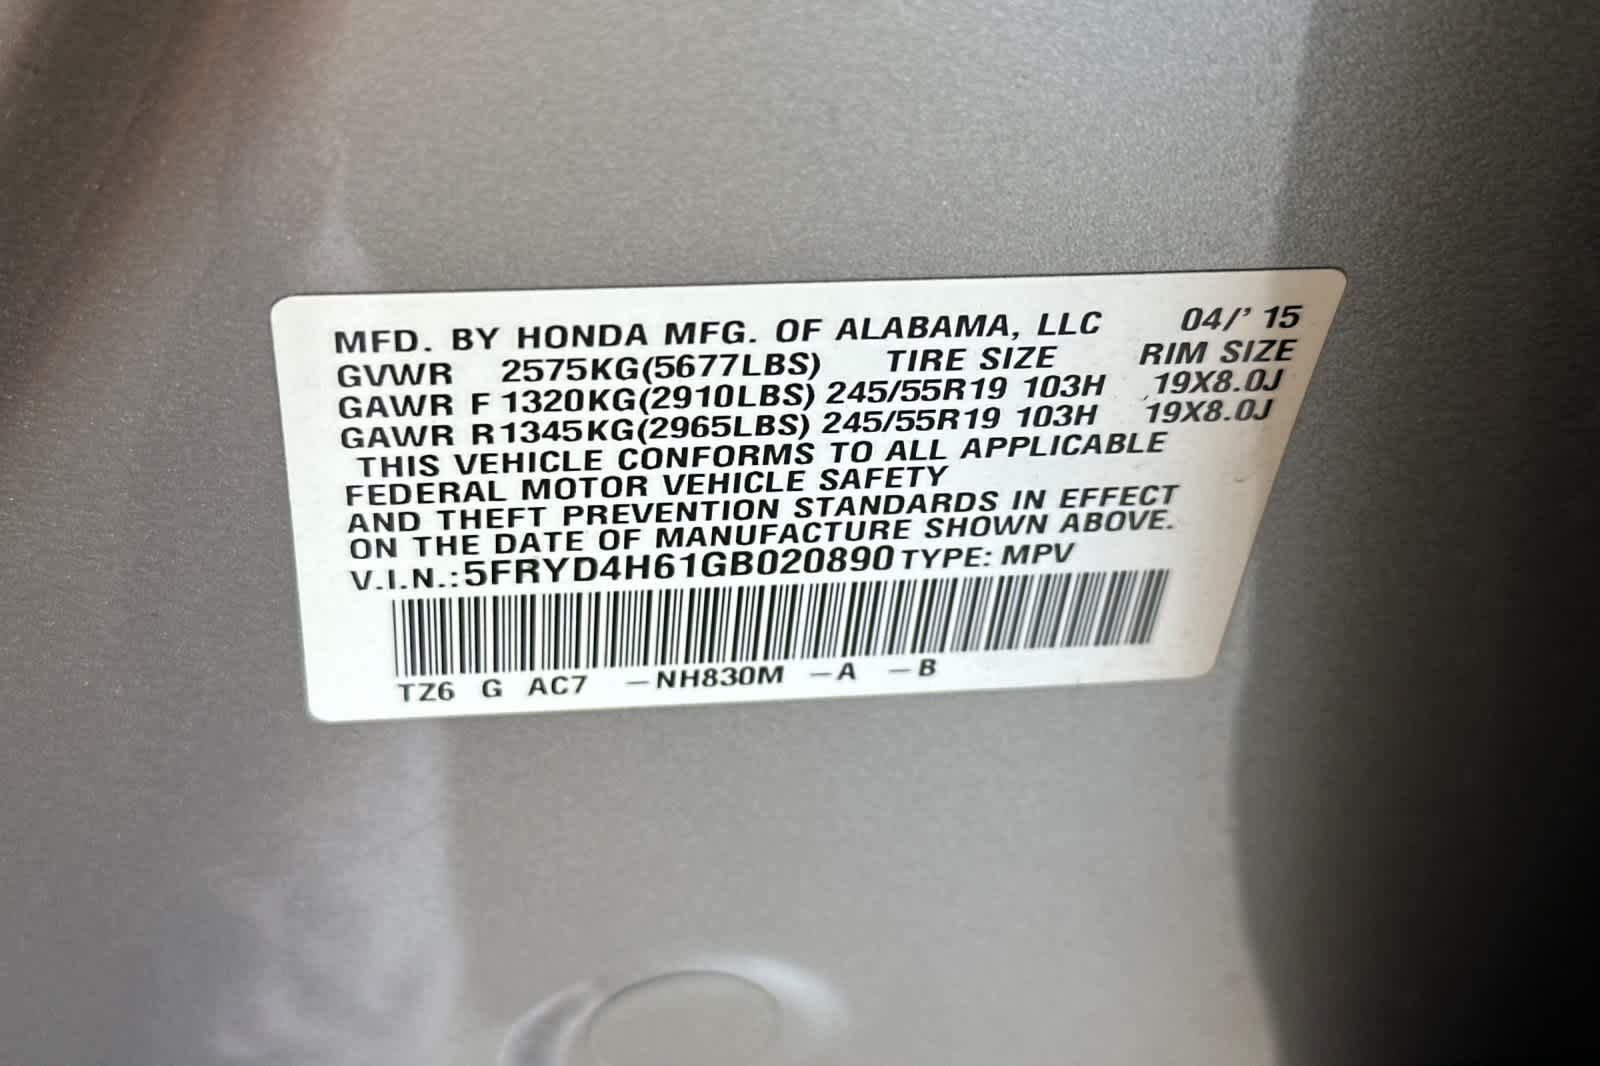 MFD. BY HONDA MFG. OF ALABAMA, LLC 04/' 15
GVWR 2575KG(5677LBS) TIRE SIZE RIM SIZE
GAWR F 1320KG(2910LBS) 245/55R19 103H 19X8.0J
GAWR R 1345KG(2965LBS) 245/55R19 103H 19X8.0J
THIS VEHICLE CONFORMS TO ALL APPLICABLE
FEDERAL MOTOR VEHICLE SAFETY
AND THEFT PREVENTION STANDARDS IN EFFECT
ON THE DATE OF MANUFACTURE SHOWN ABOVE.
V.I.N.: 5FRYD4H61GB020890 TYPE: MPV
TZ6 G AC7 –NH830M –A –B